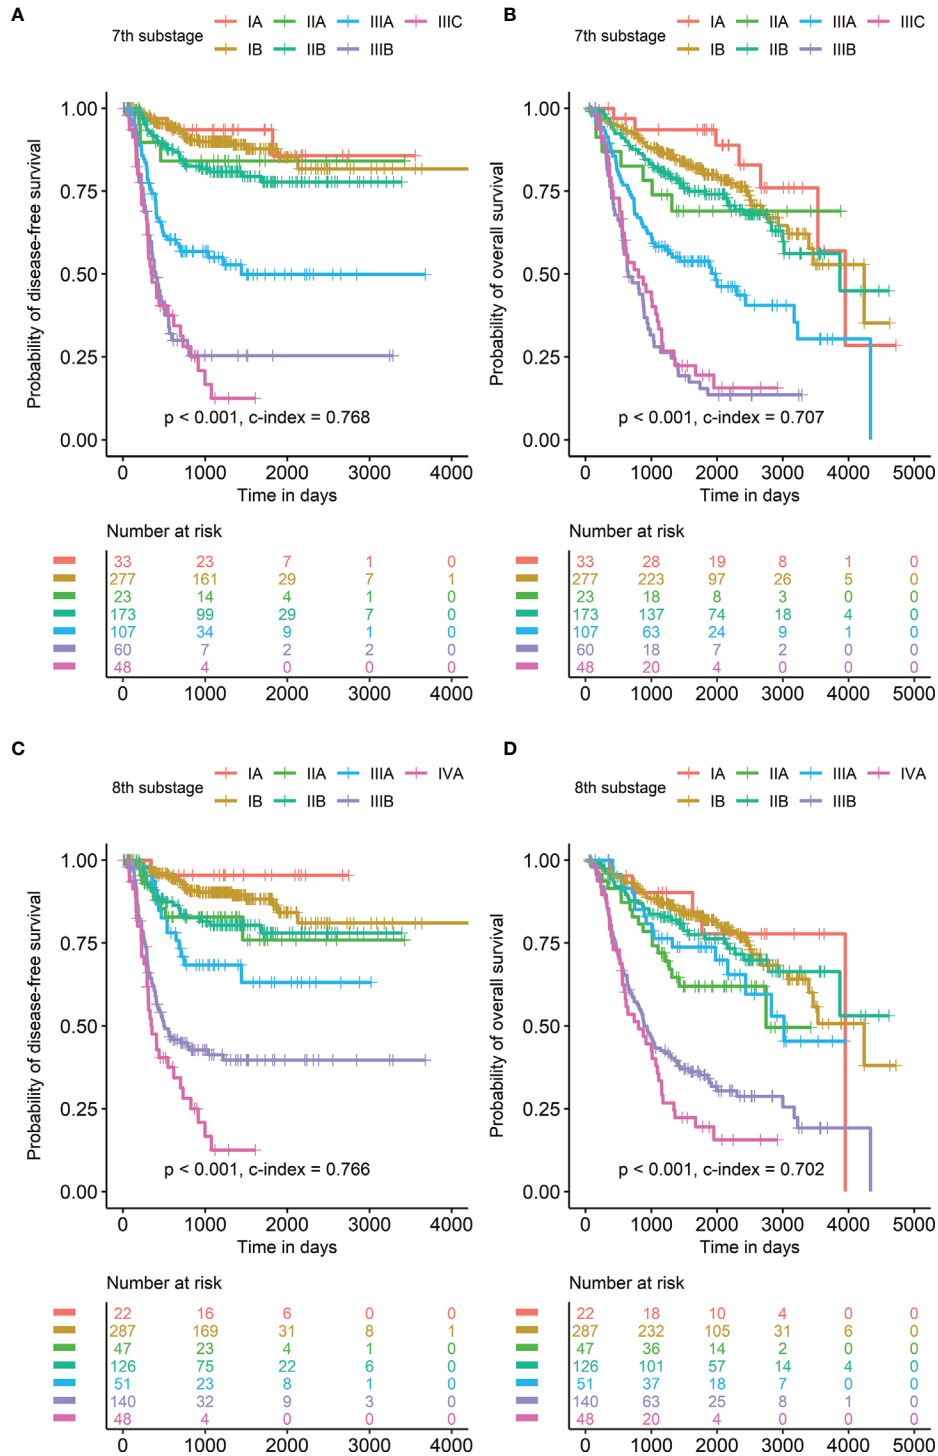 A
7th substage IA IIA IIIA IIIC
IB IIB IIIB
Probability of disease-free survival
1.00
0.75
0.50
0.25
0.00
p < 0.001, c-index = 0.768
0 1000 2000 3000 4000
Time in days
Number at risk
33 23 7 1 0
277 161 29 7 1
23 14 4 1 0
173 99 29 7 0
107 34 9 1 0
60 7 2 2 0
48 4 0 0 0
0 1000 2000 3000 4000
B
7th substage IA IIA IIIA IIIC
IB IIB IIIB
Probability of overall survival
1.00
0.75
0.50
0.25
0.00
p < 0.001, c-index = 0.707
0 1000 2000 3000 4000 5000
Time in days
Number at risk
33 28 19 8 1 0
277 223 97 26 5 0
23 18 8 3 0 0
173 137 74 18 4 0
107 63 24 9 1 0
60 18 7 2 0 0
48 20 4 0 0 0
0 1000 2000 3000 4000 5000
C
8th substage IA IIA IIIA IVA
IB IIB IIIB
Probability of disease-free survival
1.00
0.75
0.50
0.25
0.00
p < 0.001, c-index = 0.766
0 1000 2000 3000 4000
Time in days
Number at risk
22 16 6 0 0
287 169 31 8 1
47 23 4 1 0
126 75 22 6 0
51 23 8 1 0
140 32 9 3 0
48 4 0 0 0
0 1000 2000 3000 4000
D
8th substage IA IIA IIIA IVA
IB IIB IIIB
Probability of overall survival
1.00
0.75
0.50
0.25
0.00
p < 0.001, c-index = 0.702
0 1000 2000 3000 4000 5000
Time in days
Number at risk
22 18 10 4 0 0
287 232 105 31 6 0
47 36 14 2 0 0
126 101 57 14 4 0
51 37 18 7 0 0
140 63 25 8 1 0
48 20 4 0 0 0
0 1000 2000 3000 4000 5000